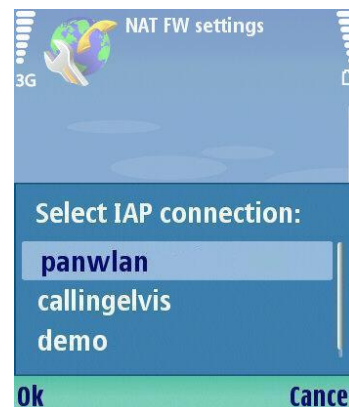 NAT FW settings
3G
Select IAP connection:
panwlan
callingelvis
demo
Ok
Cance